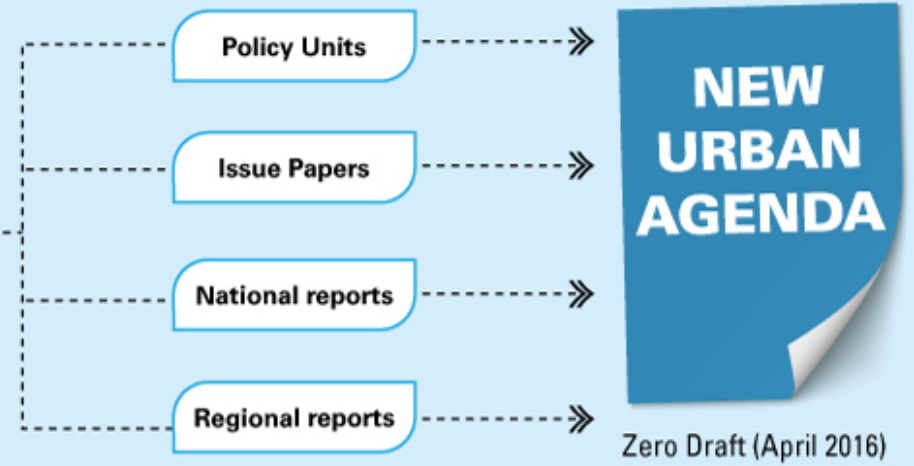 Policy Units
Issue Papers
National reports
Regional reports
NEW
URBAN
AGENDA
Zero Draft (April 2016)